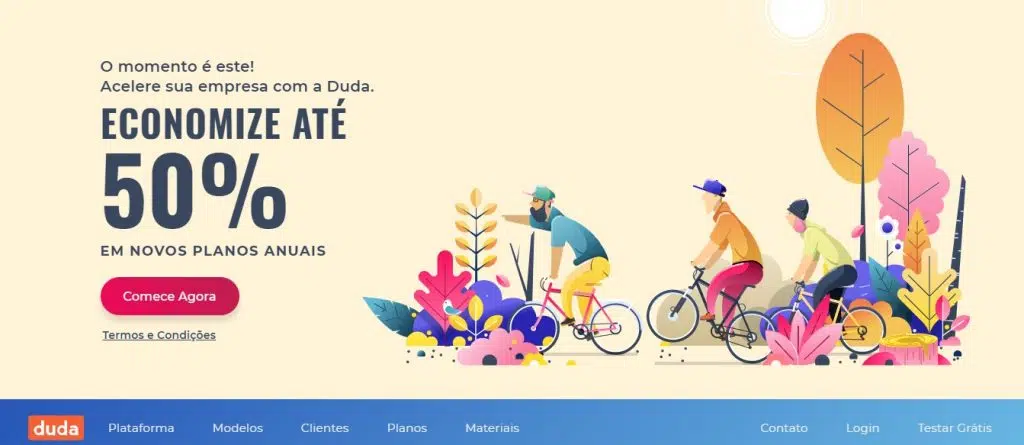 O momento é este!
Acelere sua empresa com a Duda.
ECONOMIZE ATÉ
50%
EM NOVOS PLANOS ANUAIS
Comece Agora
Termos e Condições
duda Plataforma Modelos Clientes Planos Materiais Contato Login Testar Grátis